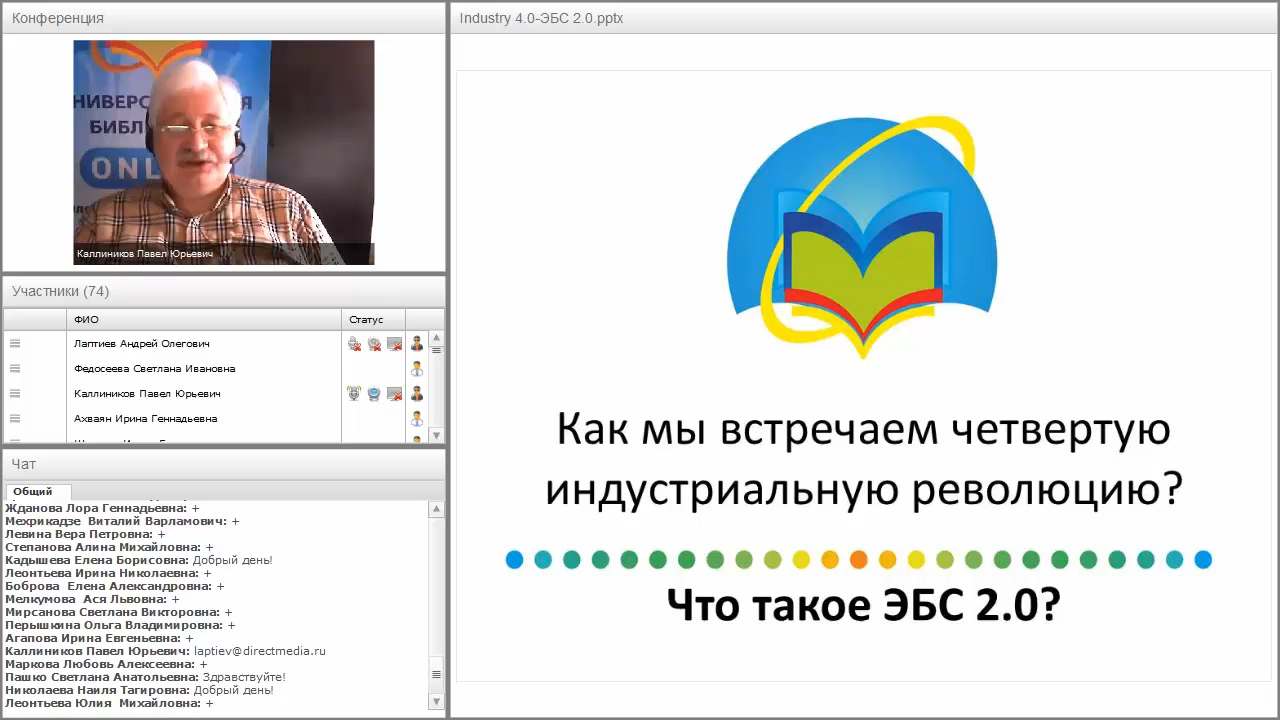 Конференция
НИВЕРС
Я
БИБЛ
ONL
Каллиников Павел Юрьевич
Участники (74)
ФИО
Статус
Лаптиев Андрей Олегович
Федосеева Светлана Ивановна
Каллиников Павел Юрьевич
Ахваян Ирина Геннадьевна
Чат
Общий
Жданова Лора Геннадьевна: +
Мехрикадзе Виталий Варламович: +
Левина Вера Петровна: +
Степанова Алина Михайловна: +
Кадышева Елена Борисовна: Добрый день!
Леонтьева Ирина Николаевна: +
Боброва Елена Александровна: +
Мелкумова Ася Львовна: +
Мирсанова Светлана Викторовна: +
Перышкина Ольга Владимировна: +
Агапова Ирина Евгеньевна: +
Каллиников Павел Юрьевич: laptiev@directmedia.ru
Маркова Любовь Алексеевна: +
Пашко Светлана Анатольевна: Здравствуйте!
Николаева Наиля Тагировна: Добрый день!
Леонтьева Юлия Михайловна: +
Industry 4.0-ЭБС 2.0.pptx
Как мы встречаем четвертую
индустриальную революцию?
Что такое ЭБС 2.0?